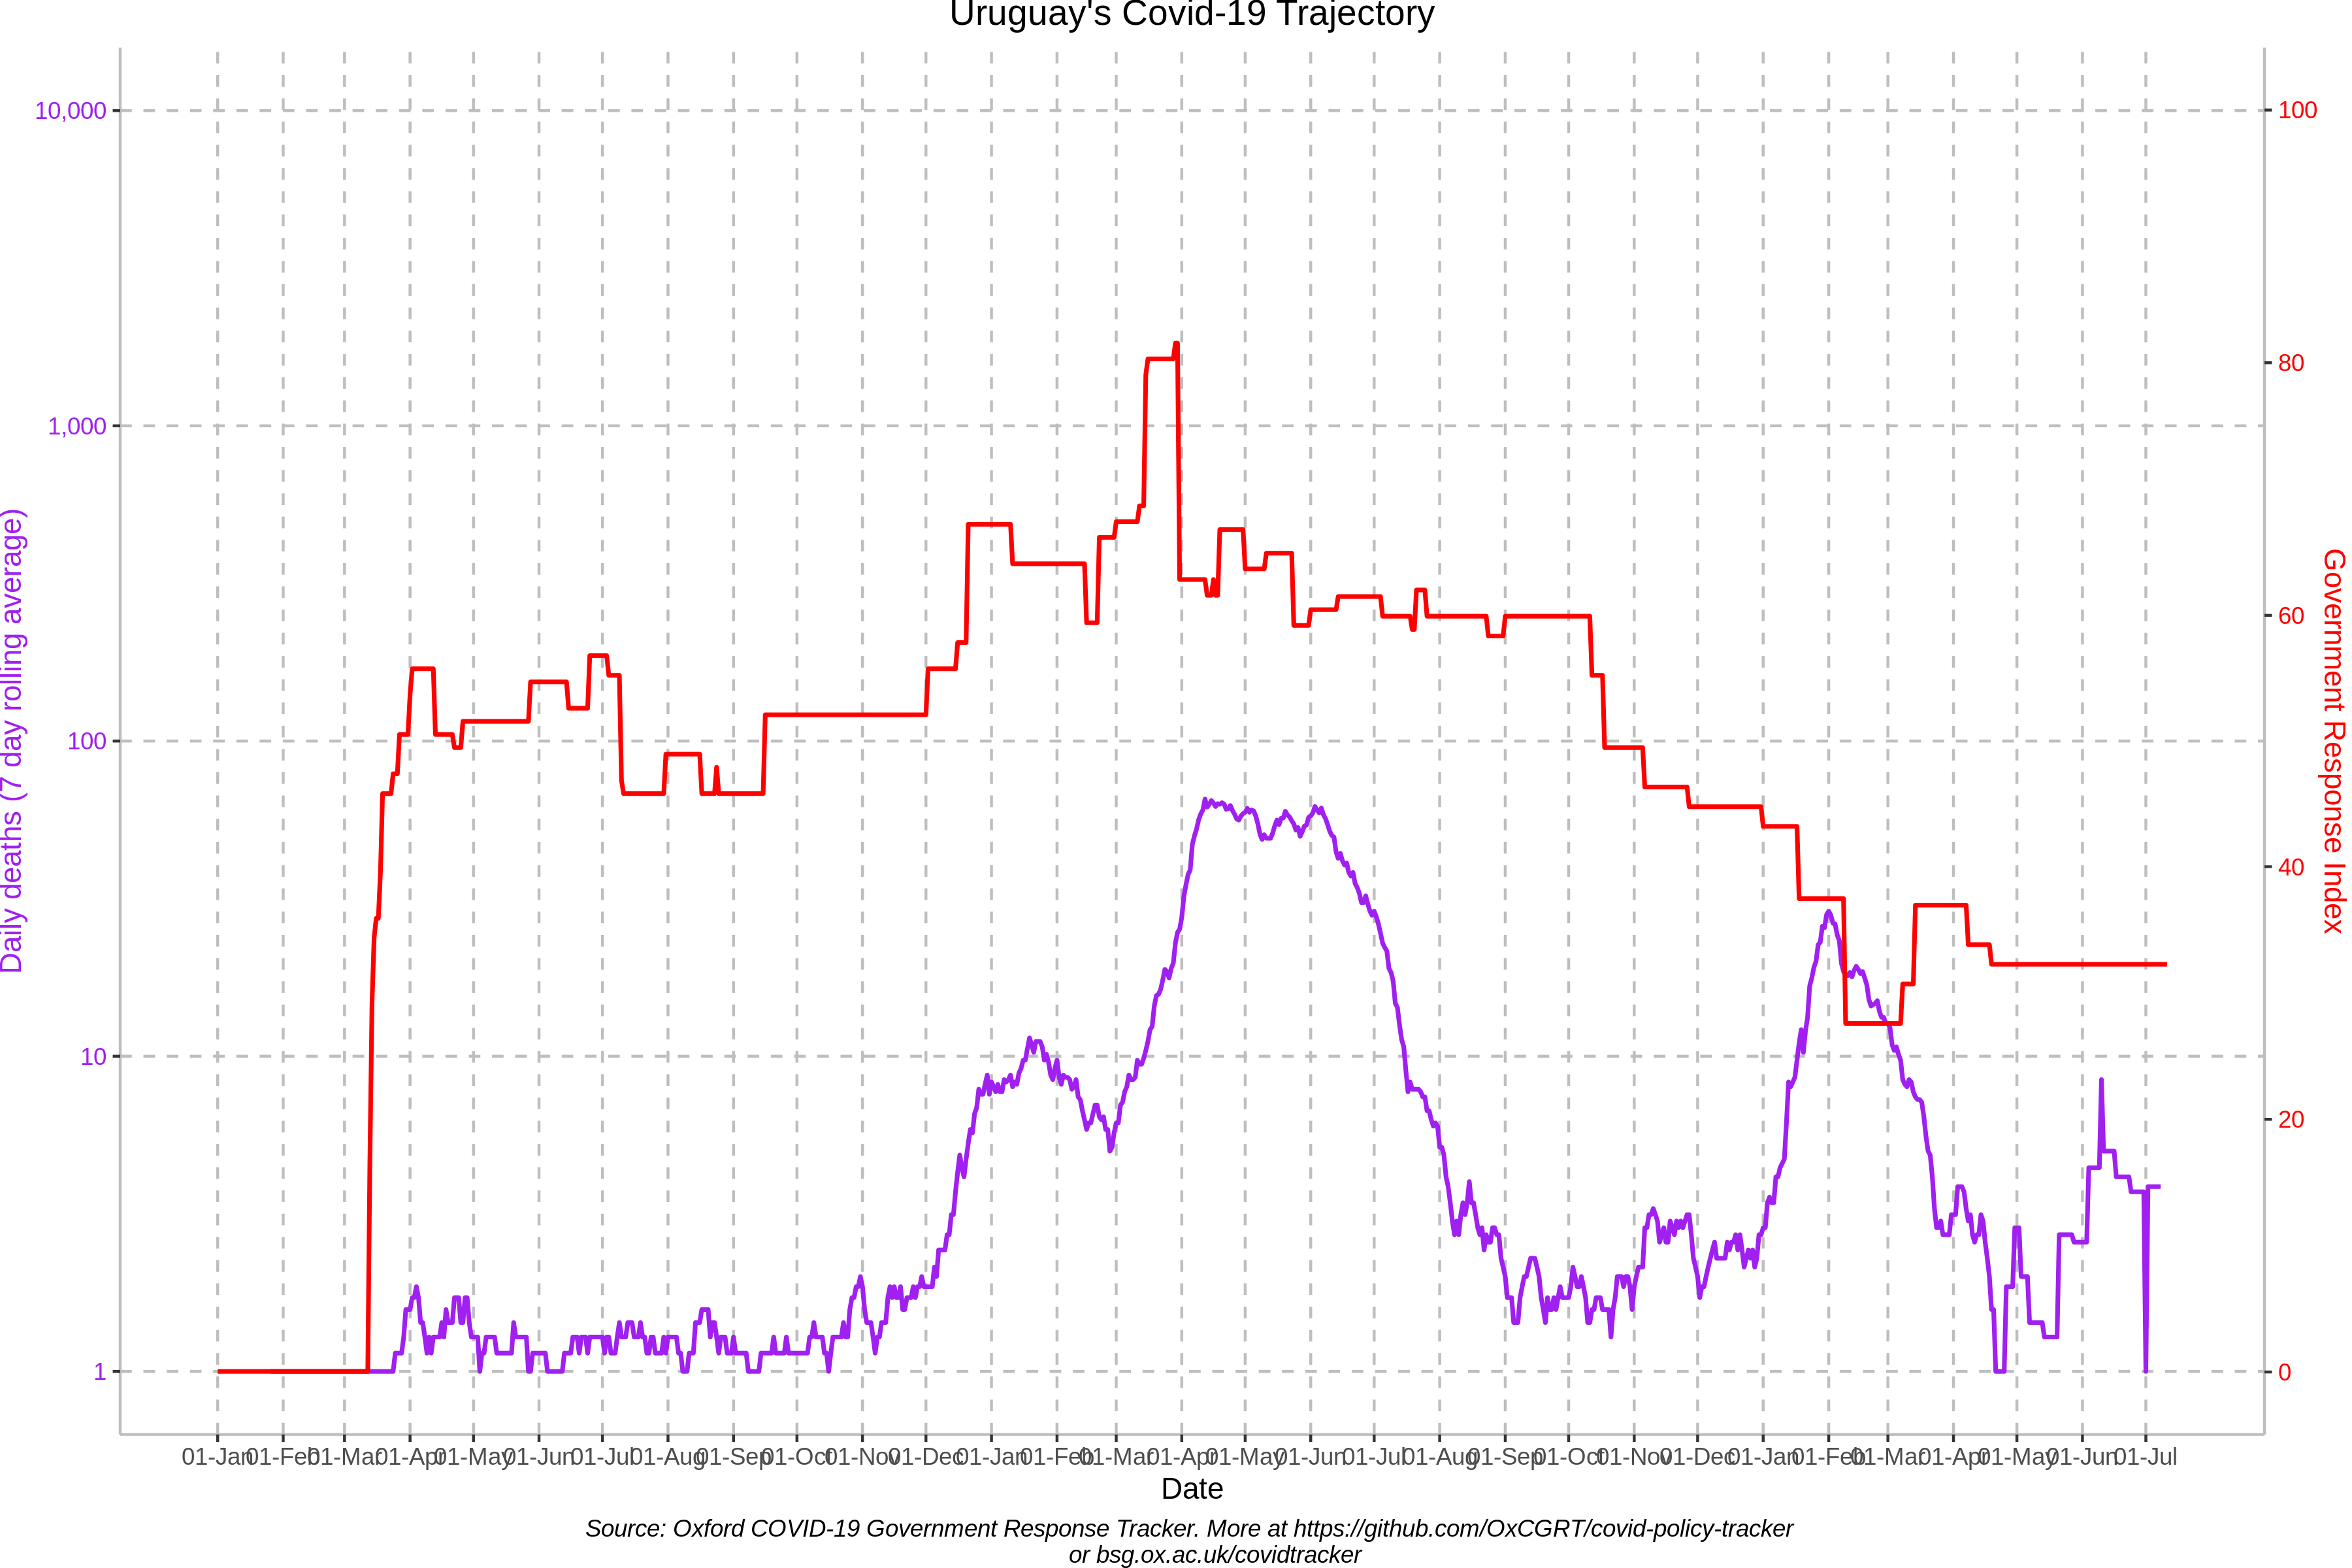 Uruguay's Covid-19 Trajectory
10,000
1,000
100
10
1
Daily deaths (7 day rolling average)
100
80
60
40
20
0
Government Response Index
01-Jan 01-Feb 01-Mar 01-Apr 01-May 01-Jun 01-Jul 01-Aug 01-Sep 01-Oct 01-Nov 01-Dec 01-Jan 01-Feb 01-Mar 01-Apr 01-May 01-Jun 01-Jul 01-Aug 01-Sep 01-Oct 01-Nov 01-Dec 01-Jan 01-Feb 01-Mar 01-Apr 01-May 01-Jun 01-Jul
Date
Source: Oxford COVID-19 Government Response Tracker. More at https://github.com/OxCGRT/covid-policy-tracker
or bsg.ox.ac.uk/covidtracker